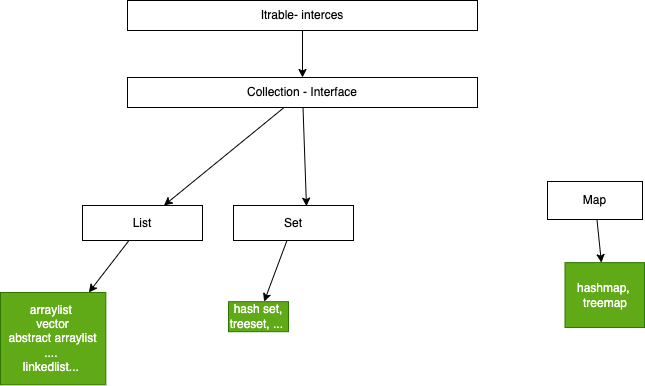 Itrable- interces
Collection - Interface
List
Set
Map
arraylist
vector
abstract arraylist
....
linkedlist...
hash set,
treeset, ...
hashmap,
treemap